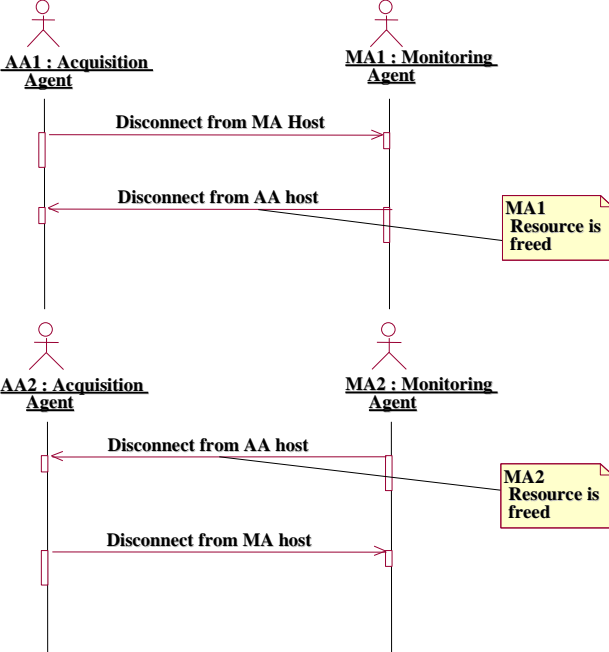 AA1 : Acquisition
Agent
MA1 : Monitoring
Agent
Disconnect from MA Host
Disconnect from AA host
MA1
Resource is
freed
AA2 : Acquisition
Agent
MA2 : Monitoring
Agent
Disconnect from AA host
MA2
Resource is
freed
Disconnect from MA host